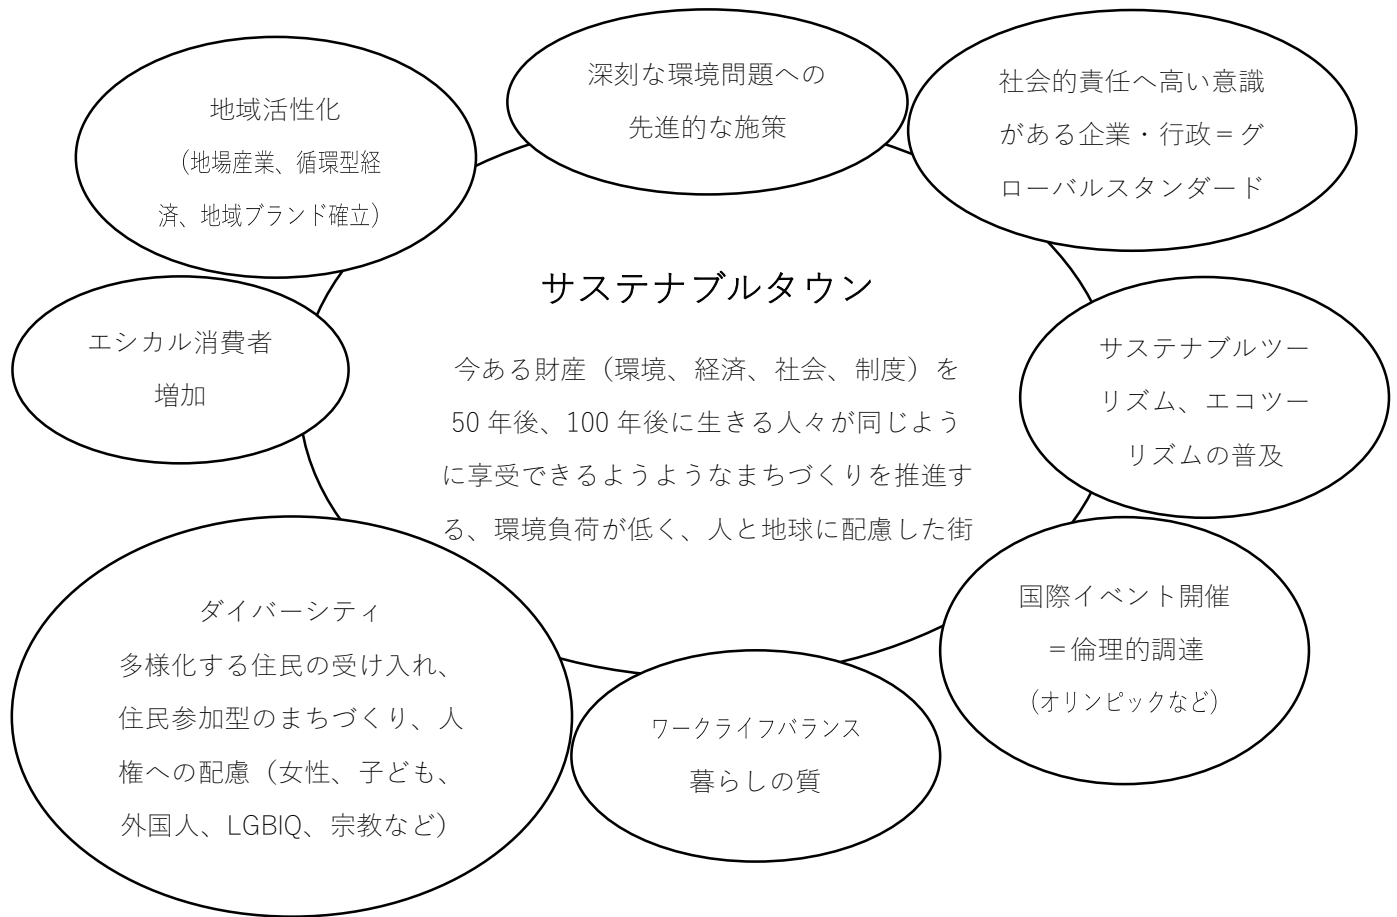 深刻な環境問題への
先進的な施策
社会的責任へ高い意識
がある企業・行政＝グ
ローバルスタンダード
地域活性化
（地場産業、循環型経
済、地域ブランド確立）
サステナブルタウン
今ある財産（環境、経済、社会、制度）を
50 年後、100 年後に生きる人々が同じよう
に享受できるようようなまちづくりを推進す
る、環境負荷が低く、人と地球に配慮した街
エシカル消費者
増加
サステナブルツー
リズム、エコツー
リズムの普及
国際イベント開催
＝倫理的調達
（オリンピックなど）
ワークライフバランス
暮らしの質
ダイバーシティ
多様化する住民の受け入れ、
住民参加型のまちづくり、人
権への配慮（女性、子ども、
外国人、LGBIQ、宗教など）